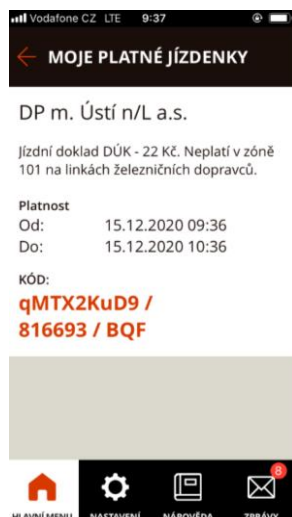 Vodafone CZ LTE 9:37
MOJE PLATNÉ JÍZDENKY
DP m. Ústí n/L a.s.
Jízdní doklad DÚK - 22 Kč. Neplatí v zóně
101 na linkách železničních dopravců.
Platnost
Od: 15.12.2020 09:36
Do: 15.12.2020 10:36
KÓD:
qMTX2KuD9 /
816693 / BQF
8
HLAVNÍ MENU NASTAVENÍ NÁPOVĚDA ZPRÁVY